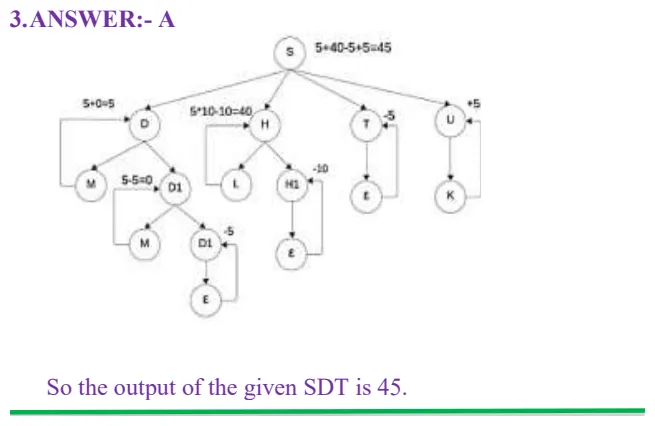 3.ANSWER:- A
S 5+40-5+5=45
5+0=5 5*10-10=40 -5 +5
D H T U
M 5-5=0 D1 L H1 -10 ε K
M D1 -5 ε
ε
So the output of the given SDT is 45.